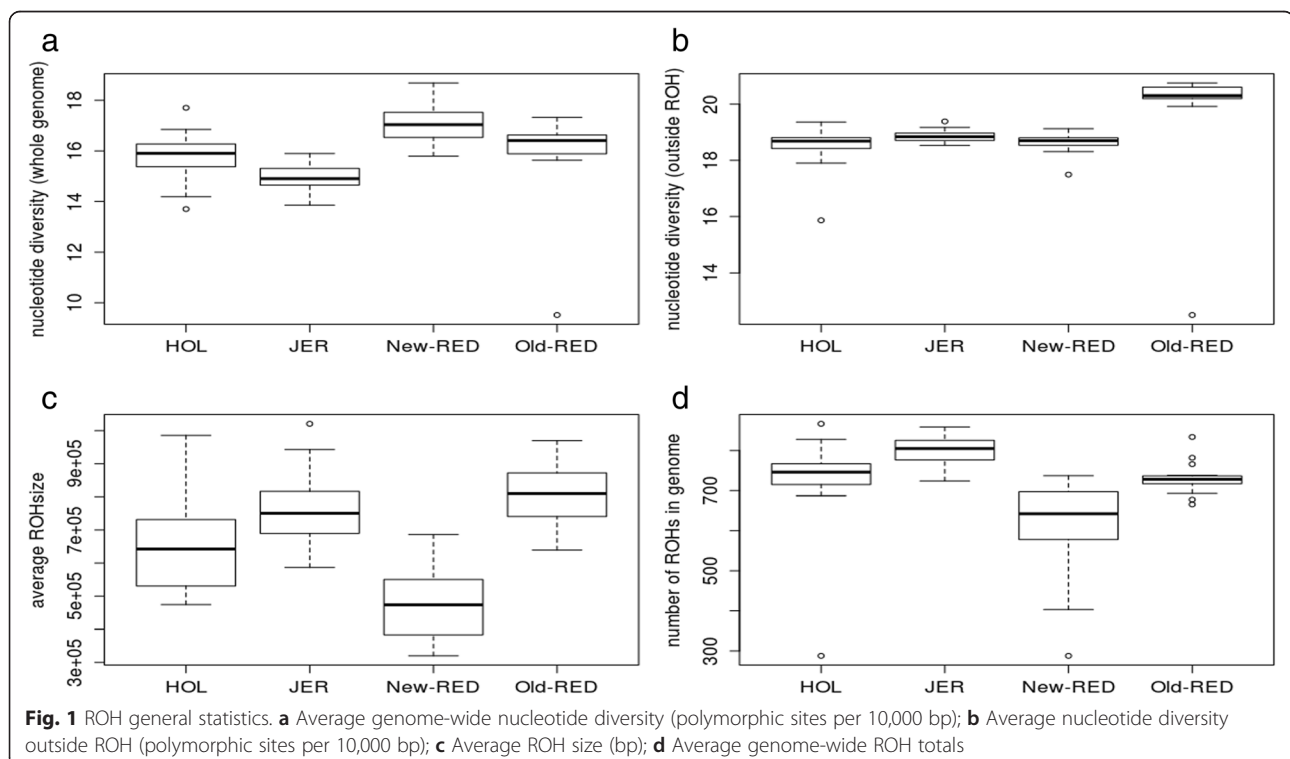 a
nucleotide diversity (whole genome)
18
16
14
12
10
HOL JER New-RED Old-RED
b
nucleotide diversity (outside ROH)
20
18
16
14
HOL JER New-RED Old-RED
c
average ROHsize
9e+05
7e+05
5e+05
3e+05
HOL JER New-RED Old-RED
d
number of ROHs in genome
700
500
300
HOL JER New-RED Old-RED
Fig. 1 ROH general statistics. a Average genome-wide nucleotide diversity (polymorphic sites per 10,000 bp); b Average nucleotide diversity
outside ROH (polymorphic sites per 10,000 bp); c Average ROH size (bp); d Average genome-wide ROH totals